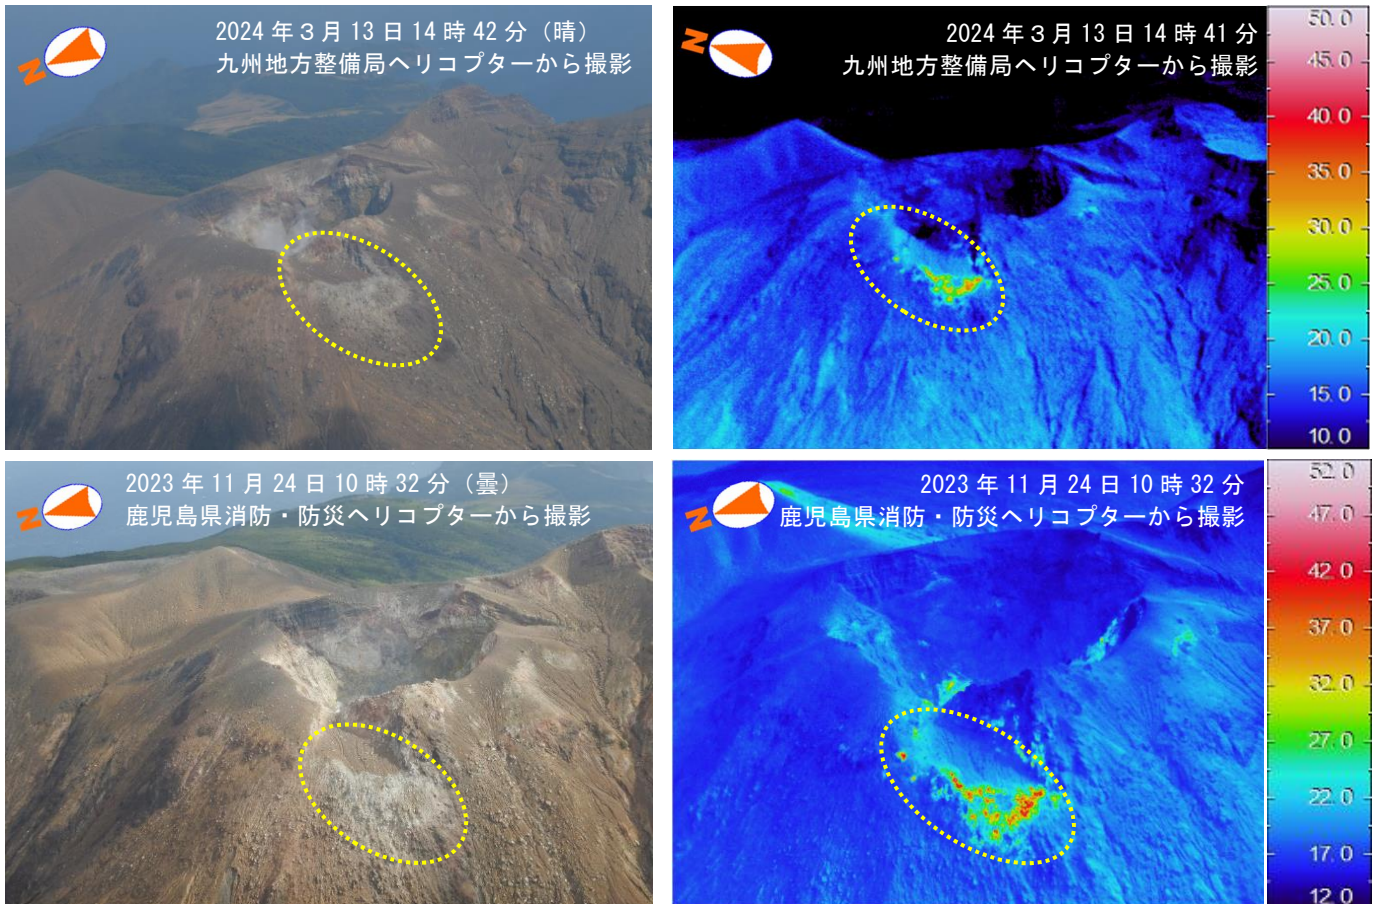 N
2024年3月13日14時42分（晴）
九州地方整備局ヘリコプターから撮影
N
2024年3月13日14時41分
九州地方整備局ヘリコプターから撮影
50.0
45.0
40.0
35.0
30.0
25.0
20.0
15.0
10.0
N
2023年11月24日10時32分（曇）
鹿児島県消防・防災ヘリコプターから撮影
N
2023年11月24日10時32分
鹿児島県消防・防災ヘリコプターから撮影
52.0
47.0
42.0
37.0
32.0
27.0
22.0
17.0
12.0